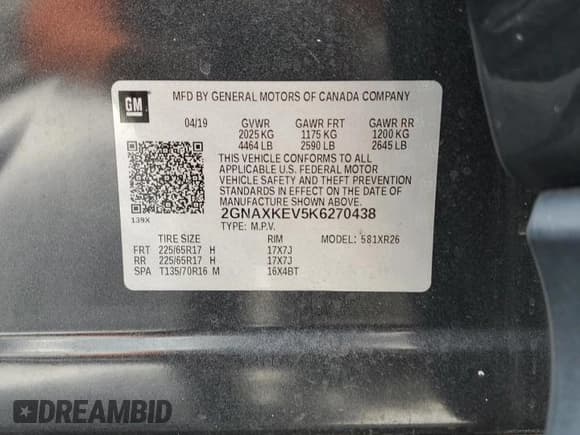 GM
MFD BY GENERAL MOTORS OF CANADA COMPANY
04/19 GVWR GAWR FRT GAWR RR
2025 KG 1175 KG 1200 KG
4464 LB 2590 LB 2645 LB
THIS VEHICLE CONFORMS TO ALL
APPLICABLE U.S. FEDERAL MOTOR
VEHICLE SAFETY AND THEFT PREVENTION
STANDARDS IN EFFECT ON THE DATE OF
MANUFACTURE SHOWN ABOVE.
139X 2GNAXKEV5K6270438
TYPE: M.P.V.
TIRE SIZE RIM MODEL: 581XR26
FRT 225/65R17 H 17X7J
RR 225/65R17 H 17X7J
SPA T135/70R16 M 16X4BT
DREAMBID